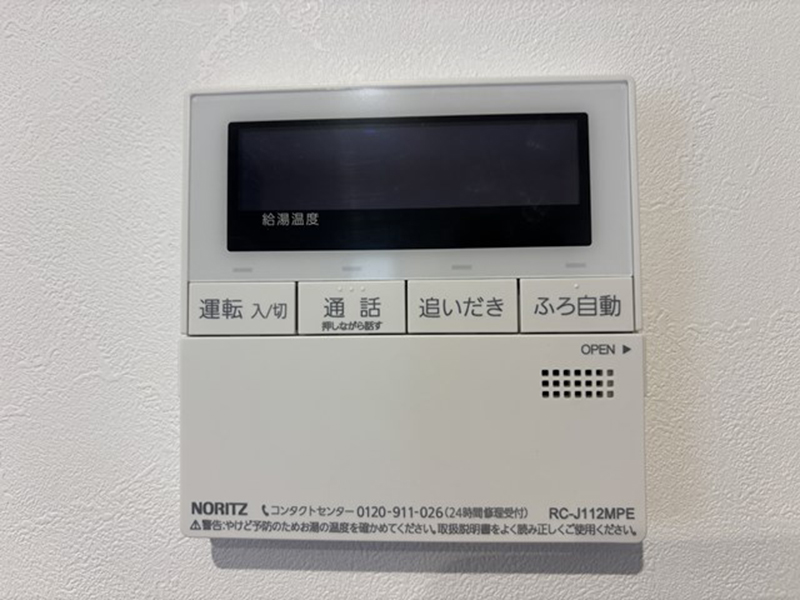 給湯温度
運転 入/切
通話
押しながら話す
追いだき
ふろ自動
OPEN ▶
NORITZ コンタクトセンター 0120-911-026(24時間修理受付) RC-J112MPE
⚠警告:やけど予防のためお湯の温度を確かめてください。取扱説明書をよく読み正しくご使用ください。